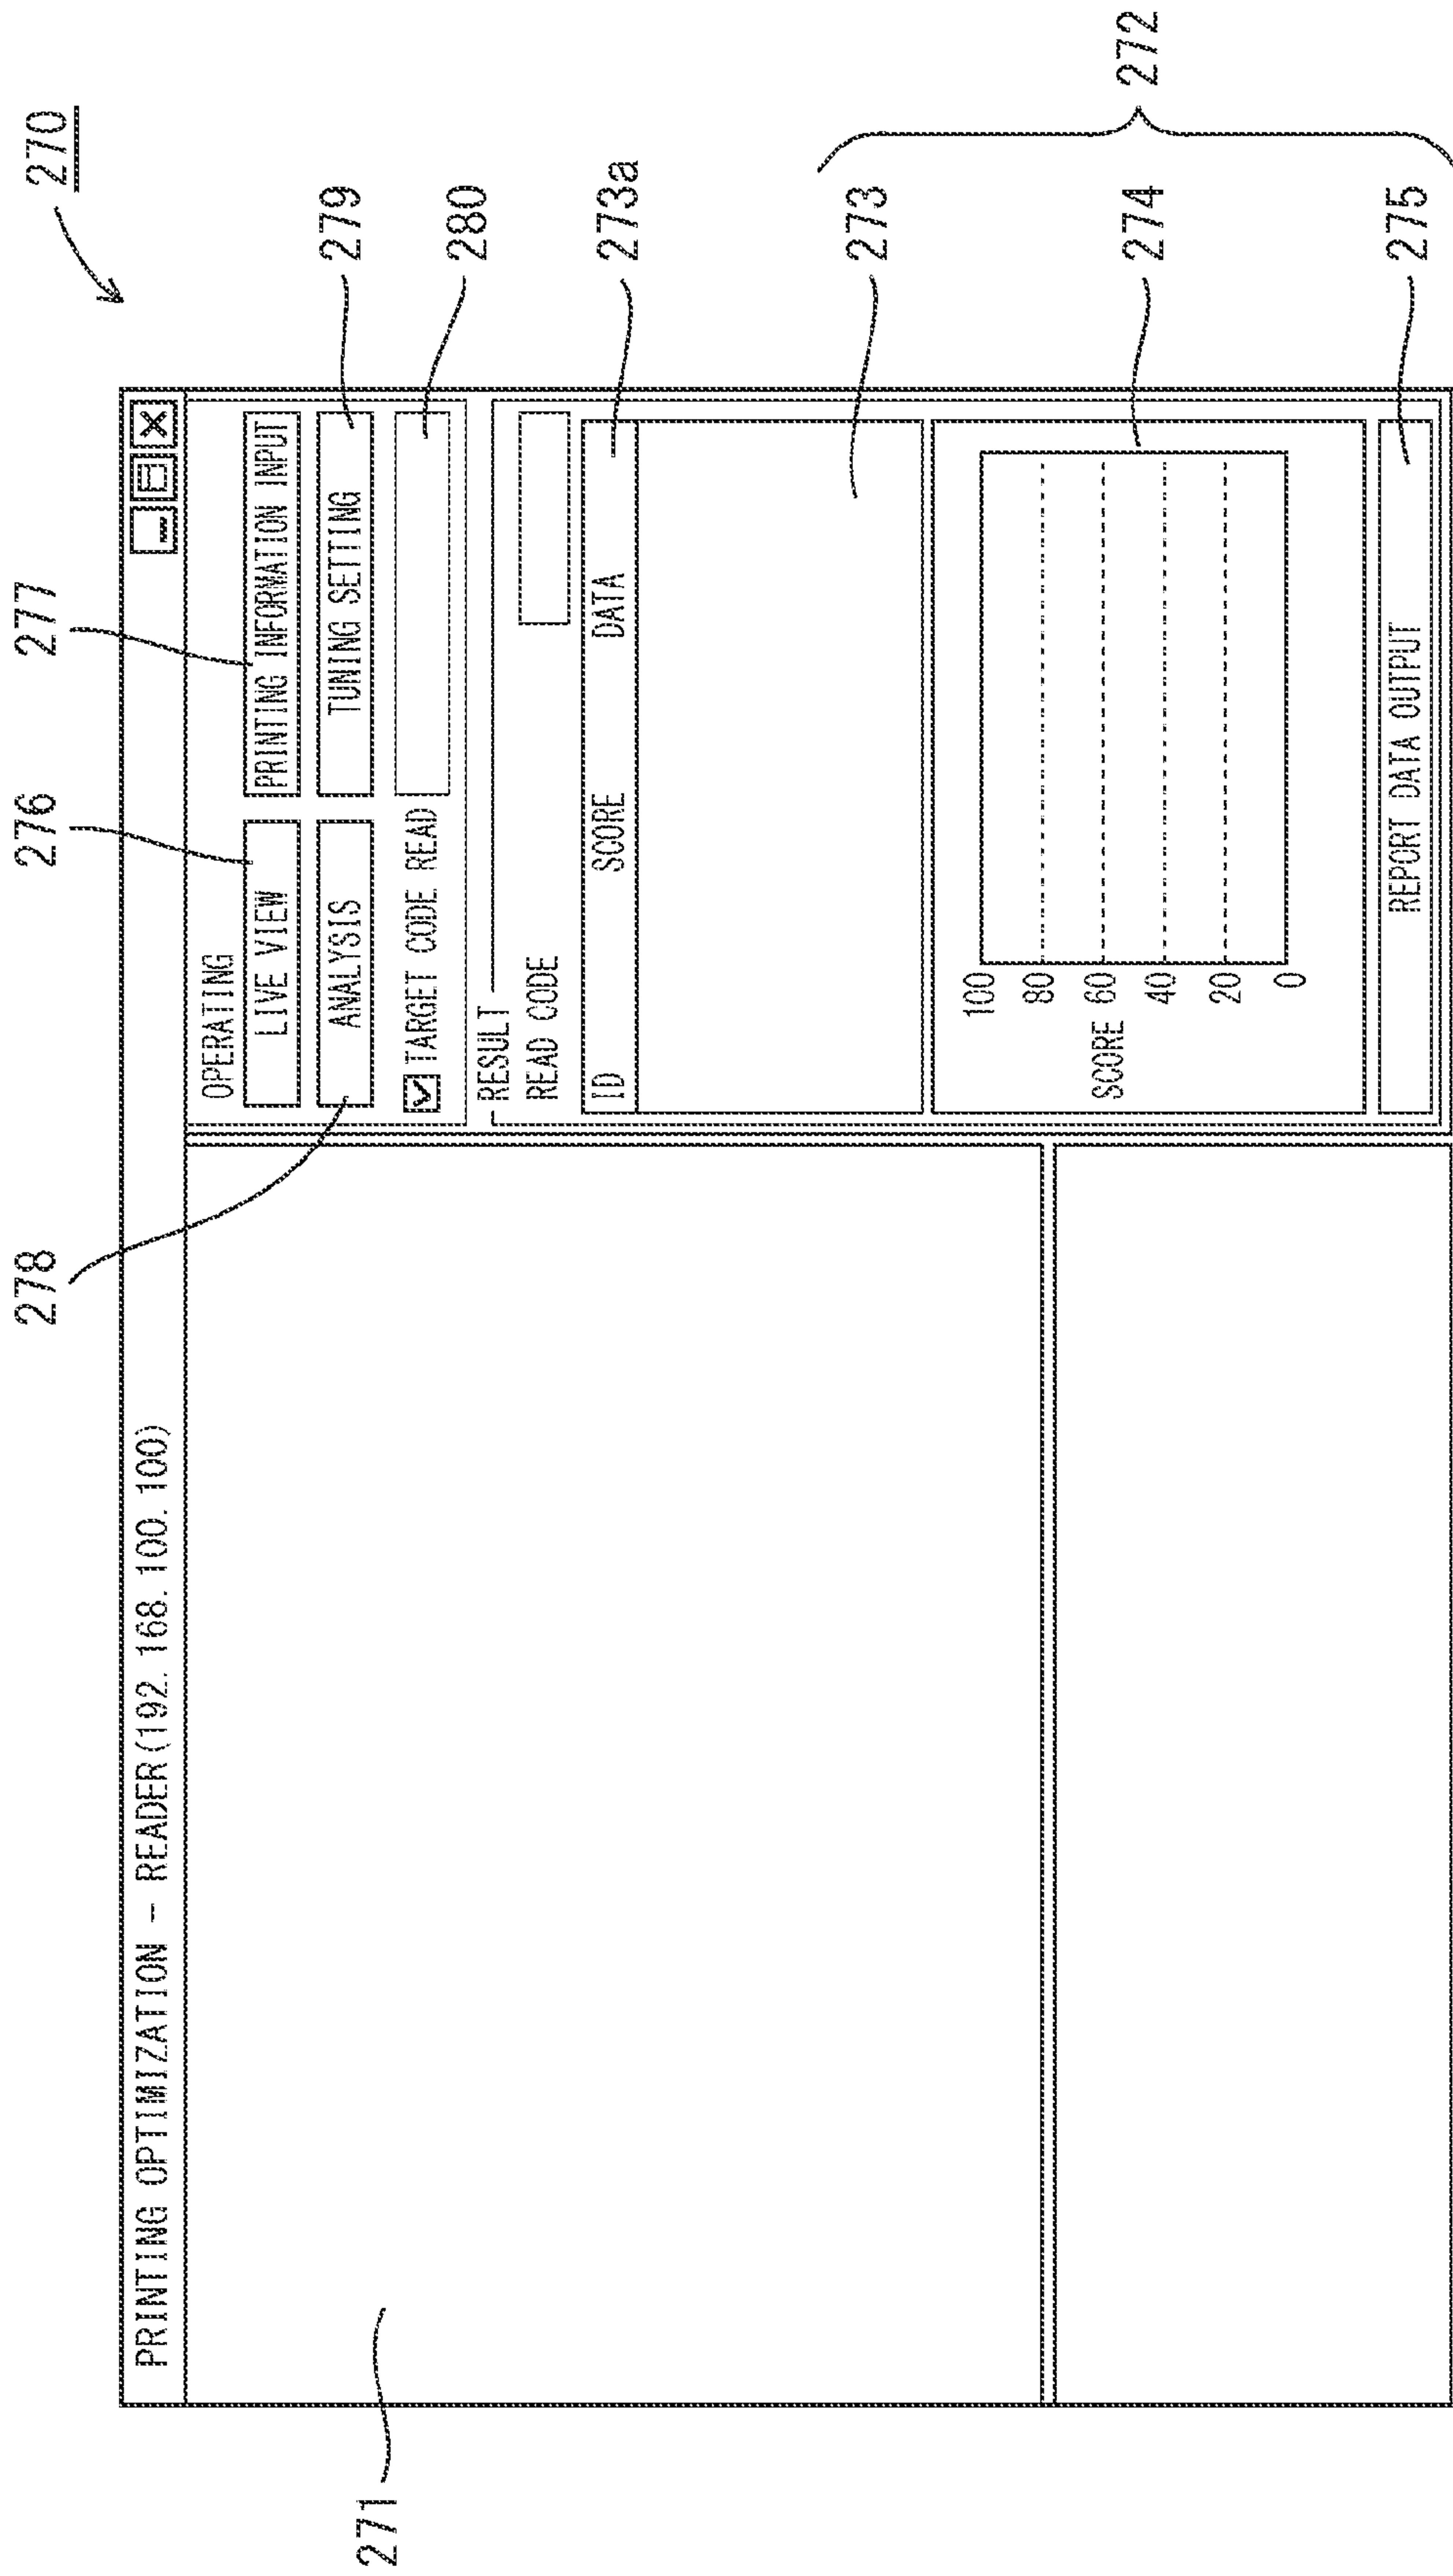 270
276
277
278
PRINTING OPTIMIZATION - READER(192. 168. 100. 100)
OPERATING
LIVE VIEW
PRINTING INFORMATION INPUT
ANALYSIS
TUNING SETTING
279
TARGET CODE READ
280
RESULT
READ CODE
ID SCORE DATA
273a
271
273
272
SCORE
100
80
60
40
20
0
274
REPORT DATA OUTPUT
275